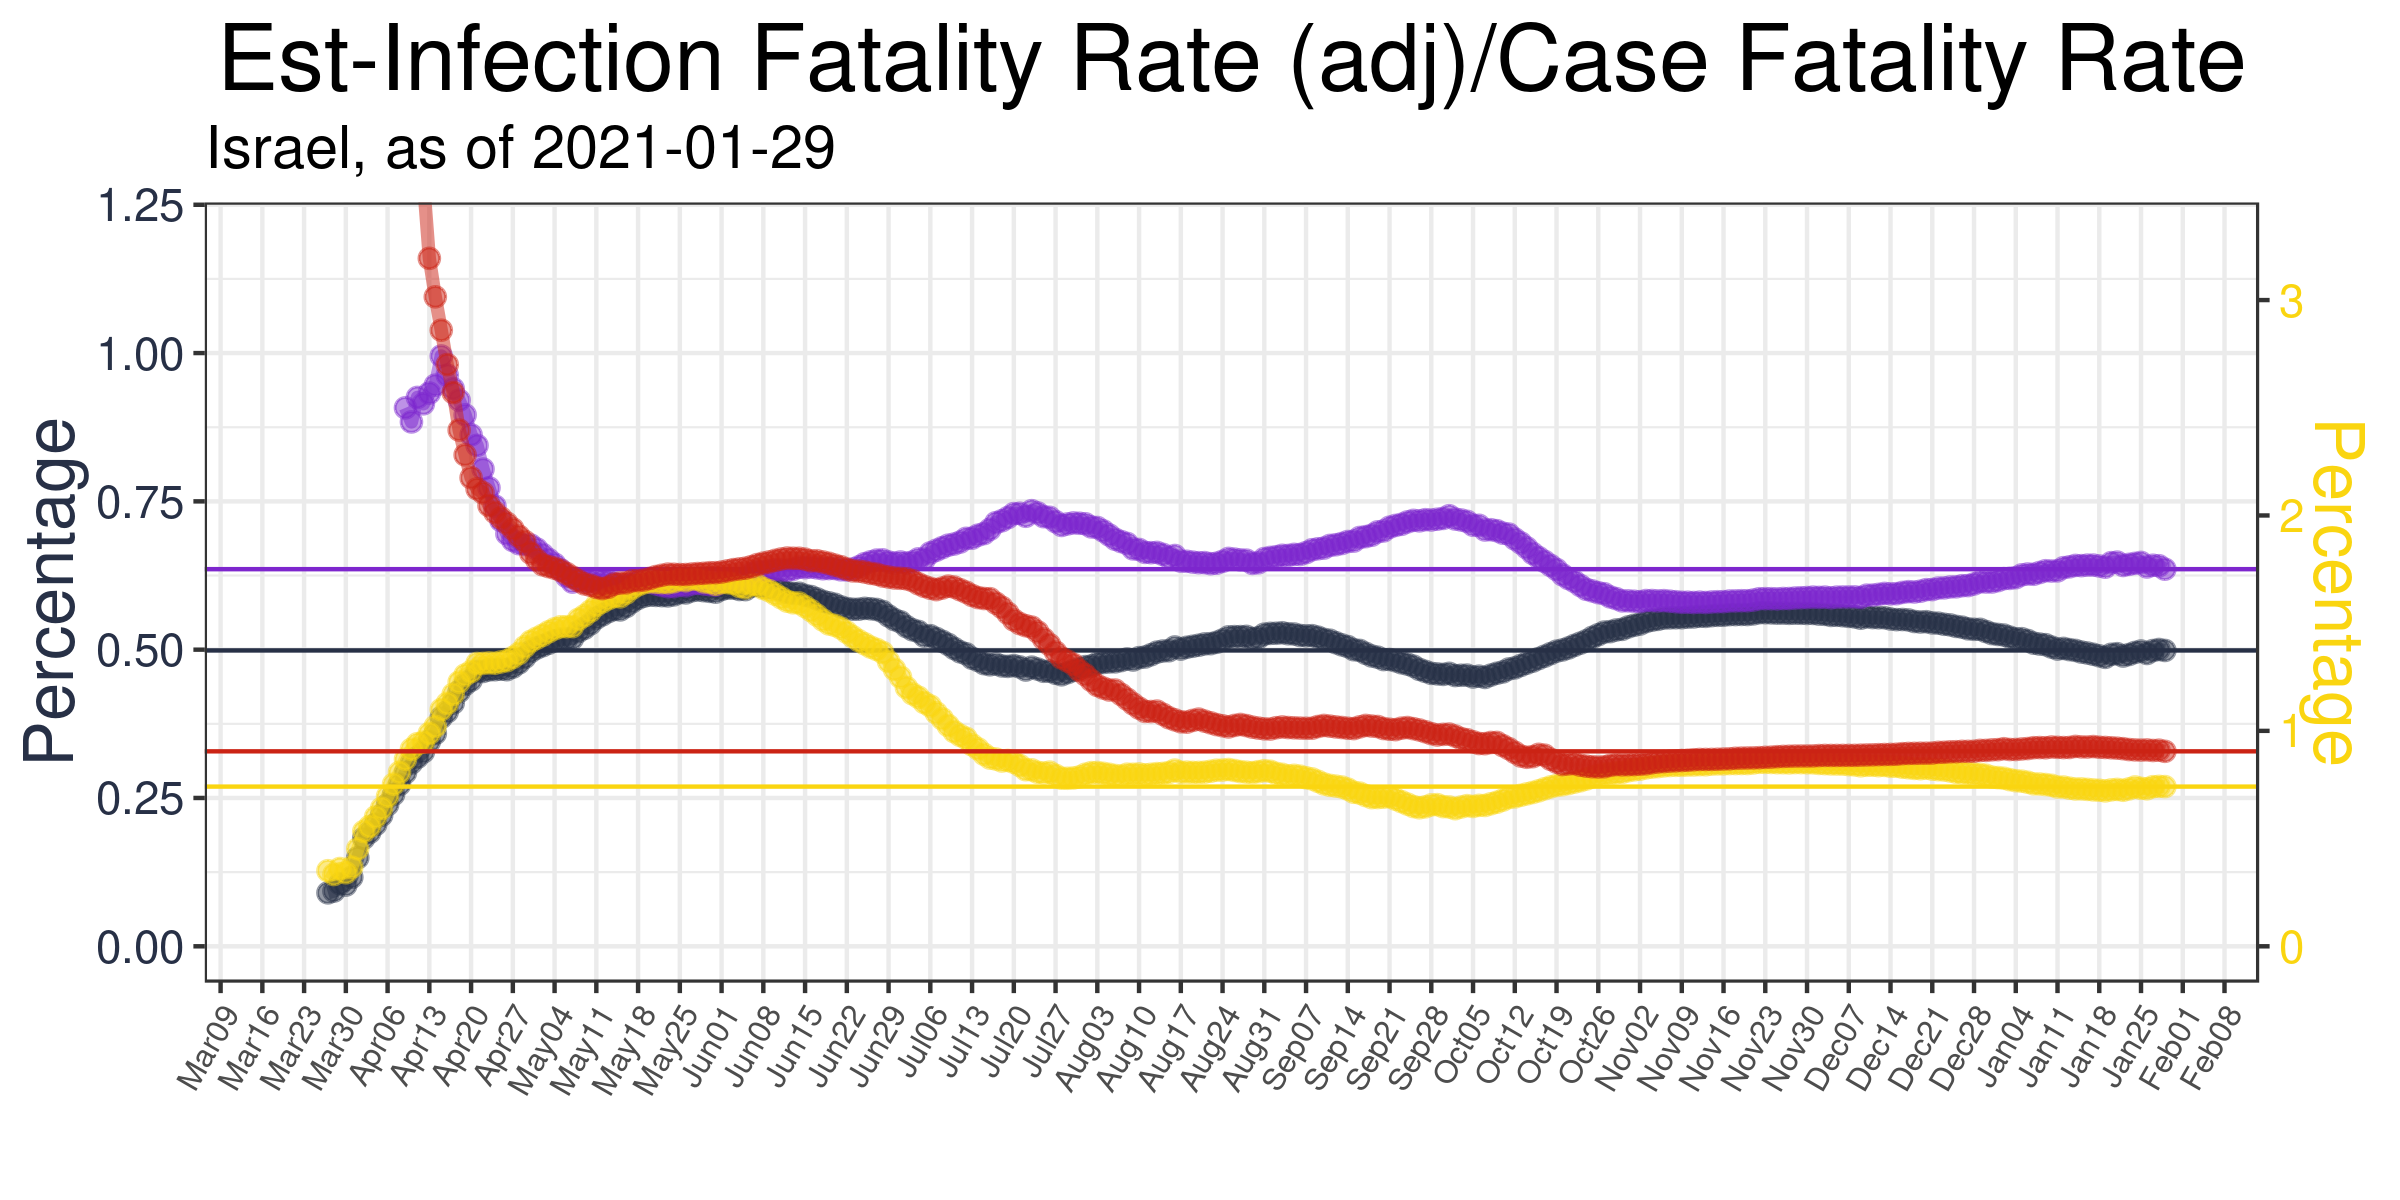 Est-Infection Fatality Rate (adj)/Case Fatality Rate
Israel, as of 2021-01-29
Percentage
1.25
1.00
0.75
0.50
0.25
0.00
3
2
1
0
Percentage
Mar09
Mar16
Mar23
Mar30
Apr06
Apr13
Apr20
Apr27
May04
May11
May18
May25
Jun01
Jun08
Jun15
Jun22
Jun29
Jul06
Jul13
Jul20
Jul27
Aug03
Aug10
Aug17
Aug24
Aug31
Sep07
Sep14
Sep21
Sep28
Oct05
Oct12
Oct19
Oct26
Nov02
Nov09
Nov16
Nov23
Nov30
Dec07
Dec14
Dec21
Dec28
Jan04
Jan11
Jan18
Jan25
Feb01
Feb08